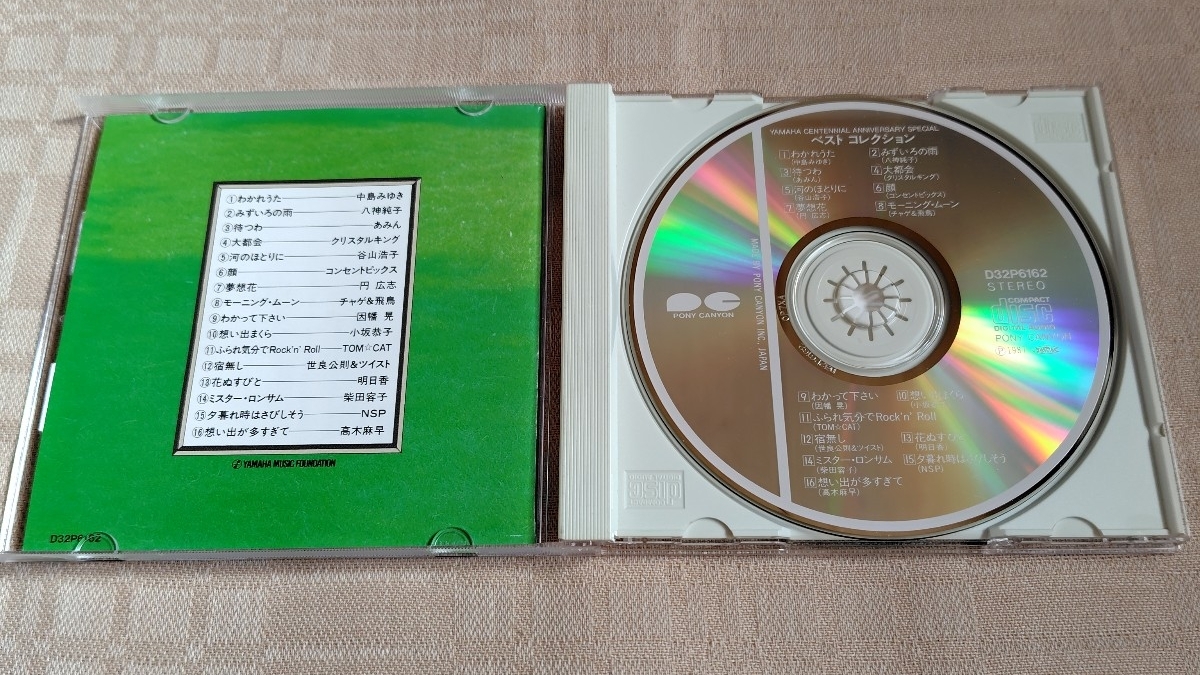 ①わかれうた 中島みゆき
②みずいろの雨 八神純子
③待つわ あみん
④大都会 クリスタルキング
⑤河のほとりに 谷山浩子
⑥顔 コンセントピックス
⑦夢想花 円 広志
⑧モーニング・ムーン チャゲ&飛鳥
⑨わかって下さい 因幡 晃
⑩想い出まくら 小坂恭子
⑪ふられ気分でRock'n' Roll TOM☆CAT
⑫宿無し 世良公則&ツイスト
⑬花ぬすびと 明日香
⑭ミスター・ロンサム 柴田容子
⑮夕暮れ時はさびしそう NSP
⑯想い出が多すぎて 高木麻早
YAMAHA MUSIC FOUNDATION
D32P6162
YAMAHA CENTENNIAL ANNIVERSARY SPECIAL
ベスト コレクション
1 わかれうた
(中島みゆき)
2 みずいろの雨
(八神純子)
3 待つわ
(あみん)
4 大都会
(クリスタルキング)
5 河のほとりに
(谷山浩子)
6 顔
(コンセントピックス)
7 夢想花
(円 広志)
8 モーニング・ムーン
(チャゲ&飛鳥)
MADE BY PONY CANYON INC., JAPAN
PONY CANYON
D32P6162
STEREO
COMPACT
disc
DIGITAL AUDIO
PONY CANYON
9 わかって下さい
(因幡 晃)
10 想い出まくら
11 ふられ気分でRock'n' Roll
(TOM☆CAT)
12 宿無し
(世良公則&ツイスト)
13 花ぬすびと
(明日香)
14 ミスター・ロンサム
(柴田容子)
15 夕暮れ時はさびしそう
(NSP)
16 想い出が多すぎて
(高木麻早)